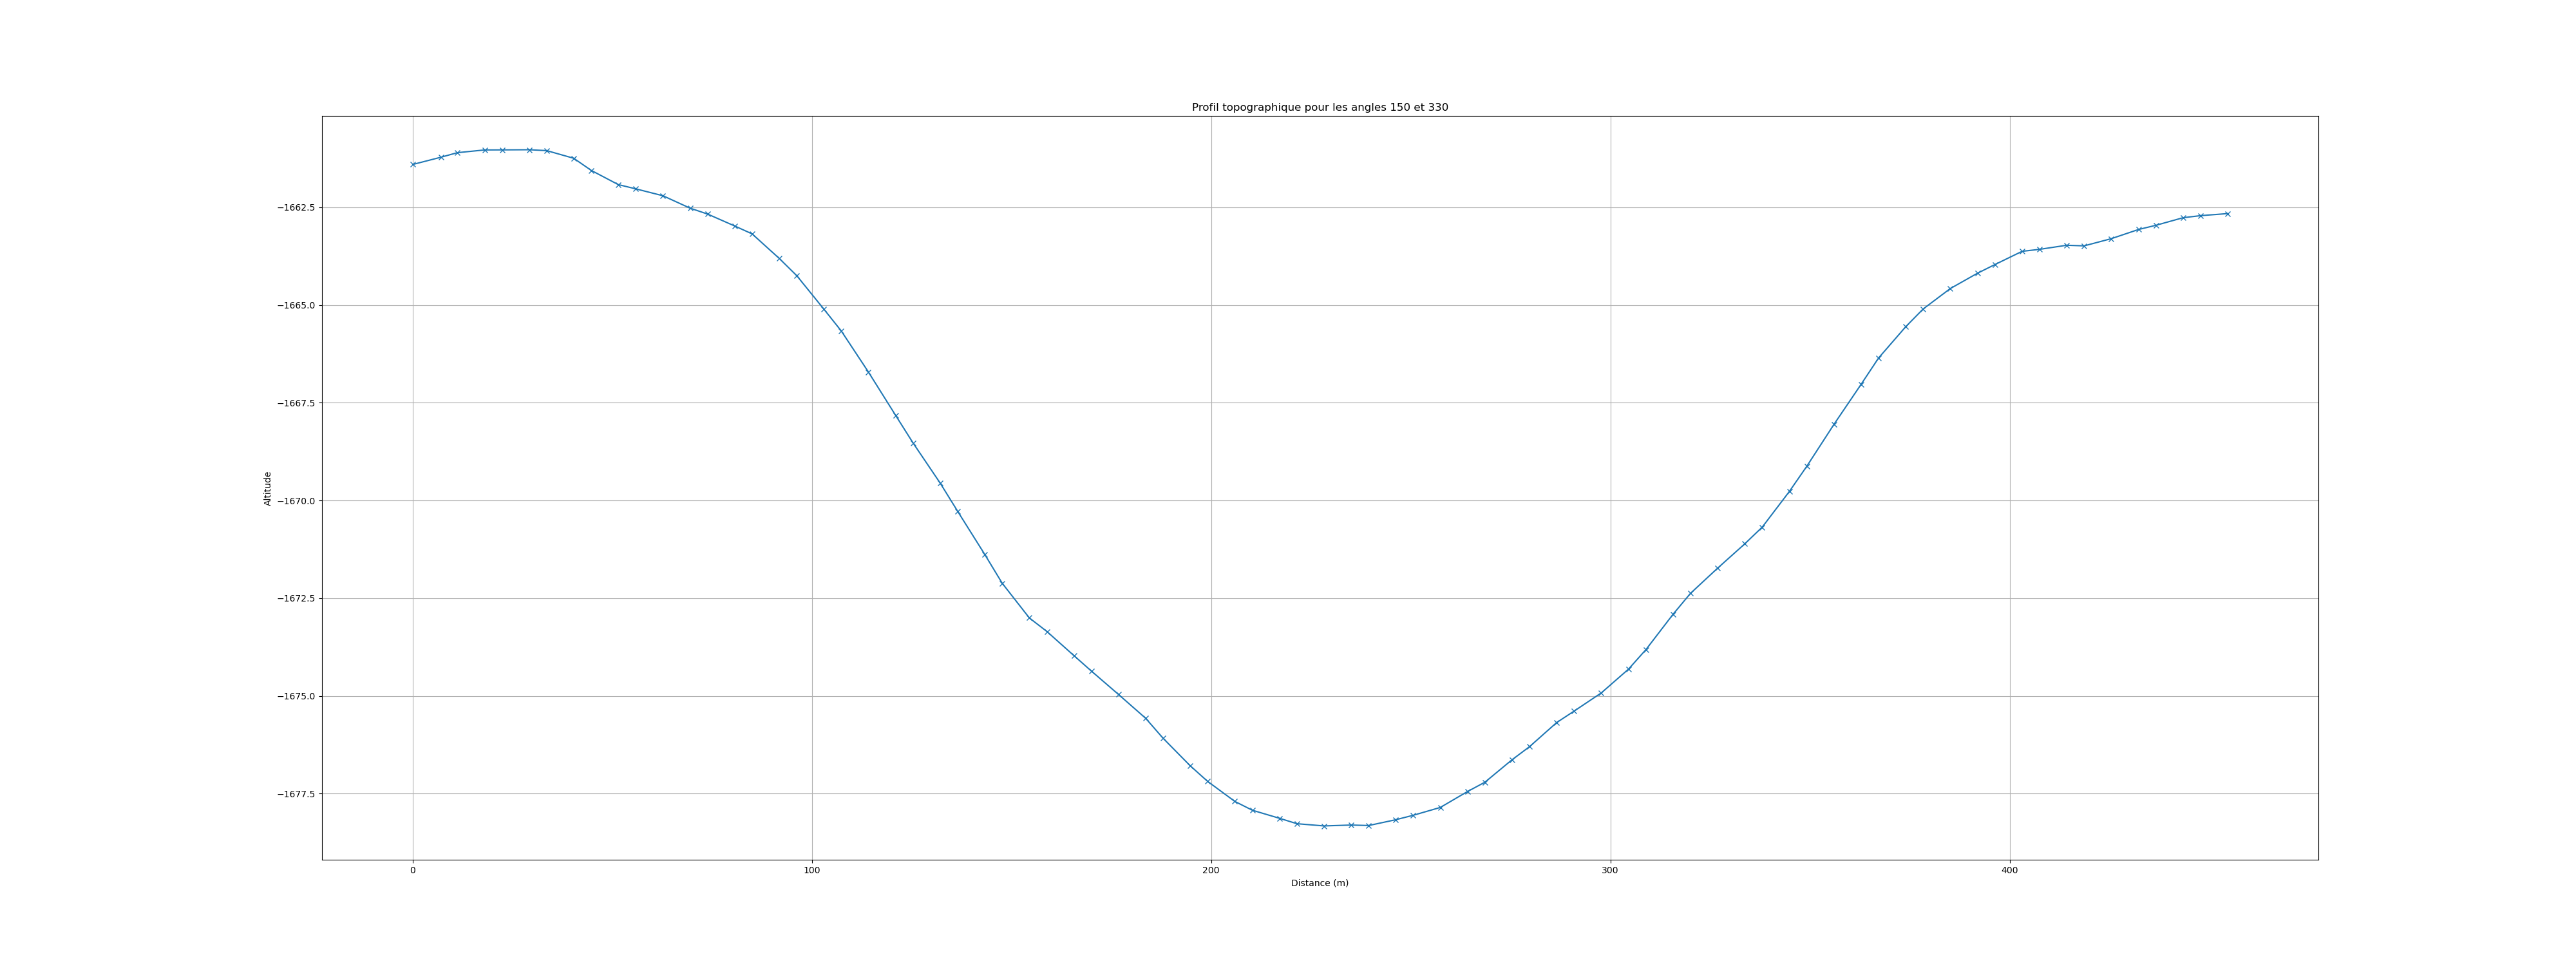 Profil topographique pour les angles 150 et 330
Altitude
−1662.5
−1665.0
−1667.5
−1670.0
−1672.5
−1675.0
−1677.5
0 100 200 300 400
Distance (m)